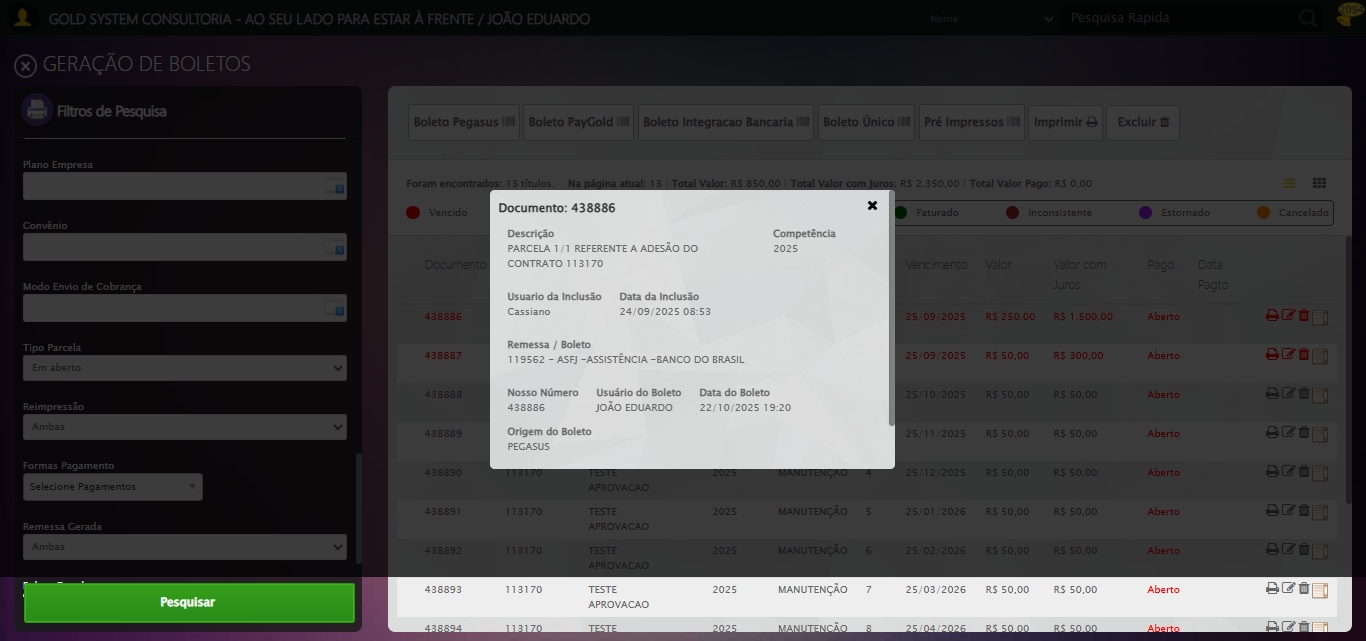 GOLD SYSTEM CONSULTORIA - AO SEU LADO PARA ESTAR À FRENTE / JOÃO EDUARDO
Nome
Pesquisa Rapida
GERAÇÃO DE BOLETOS
Filtros de Pesquisa
Plano Empresa
Convênio
Modo Envio de Cobrança
Tipo Parcela
Em aberto
Reimpressão
Ambas
Formas Pagamento
Selecione Pagamentos
Remessa Gerada
Ambas
Pesquisar
Boleto Pegasus
Boleto PayGold
Boleto Integracao Bancaria
Boleto Único
Pré Impressos
Imprimir
Excluir
Foram encontrados: 13 títulos. Na página atual: 13 | Total Valor: R$ 850,00 | Total Valor com Juros: R$ 2.350,00 | Total Valor Pago: R$ 0,00
Vencido
Faturado
Inconsistente
Estornado
Cancelado
Documento: 438886
Descrição
PARCELA 1/1 REFERENTE A ADESÃO DO
CONTRATO 113170
Competência
2025
Usuario da Inclusão Data da Inclusão
Cassiano 24/09/2025 08:53
Remessa / Boleto
119562 - ASFJ -ASSISTÊNCIA -BANCO DO BRASIL
Nosso Número Usuário do Boleto Data do Boleto
438886 JOÃO EDUARDO 22/10/2025 19:20
Origem do Boleto
PEGASUS
Documento Vencimento Valor Valor com Pago Data
Juros Pagto
438886 25/09/2025 R$ 250,00 R$ 1.500,00 Aberto
438887 25/09/2025 R$ 50,00 R$ 300,00 Aberto
438888 25/10/2025 R$ 50,00 R$ 50,00 Aberto
438889 25/11/2025 R$ 50,00 R$ 50,00 Aberto
438890 113170 TESTE 2025 MANUTENÇÃO 4 25/12/2025 R$ 50,00 R$ 50,00 Aberto
APROVACAO
438891 113170 TESTE 2025 MANUTENÇÃO 5 25/01/2026 R$ 50,00 R$ 50,00 Aberto
APROVACAO
438892 113170 TESTE 2025 MANUTENÇÃO 6 25/02/2026 R$ 50,00 R$ 50,00 Aberto
APROVACAO
438893 113170 TESTE 2025 MANUTENÇÃO 7 25/03/2026 R$ 50,00 R$ 50,00 Aberto
APROVACAO
438894 113170 TESTE 2025 MANUTENÇÃO 8 25/04/2026 R$ 50,00 R$ 50,00 Aberto